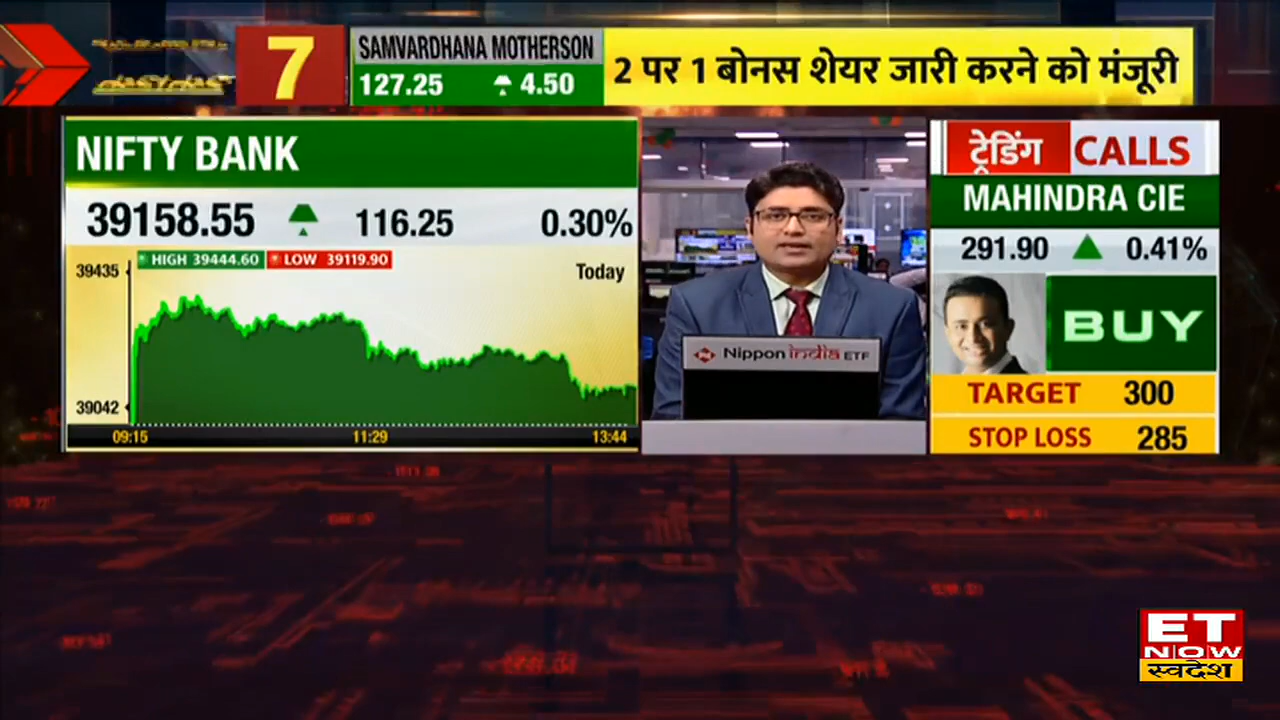 7
SAMVARDHANA MOTHERSON
127.25 4.50
2 पर 1 बोनस शेयर जारी करने को मंजूरी
NIFTY BANK
39158.55 116.25 0.30%
HIGH 39444.60 LOW 39119.90
39435
Today
39042
09:15 11:29 13:44
Nippon india ETF
ट्रेडिंग CALLS
MAHINDRA CIE
291.90 0.41%
BUY
TARGET 300
STOP LOSS 285
ET
NOW
स्वदेश